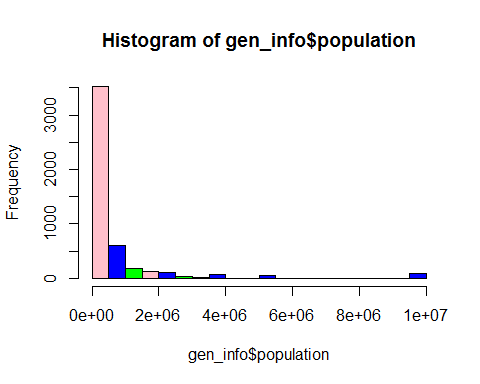 Histogram of gen_info$population
Frequency
3000
2000
1000
0
0e+00 2e+06 4e+06 6e+06 8e+06 1e+07
gen_info$population